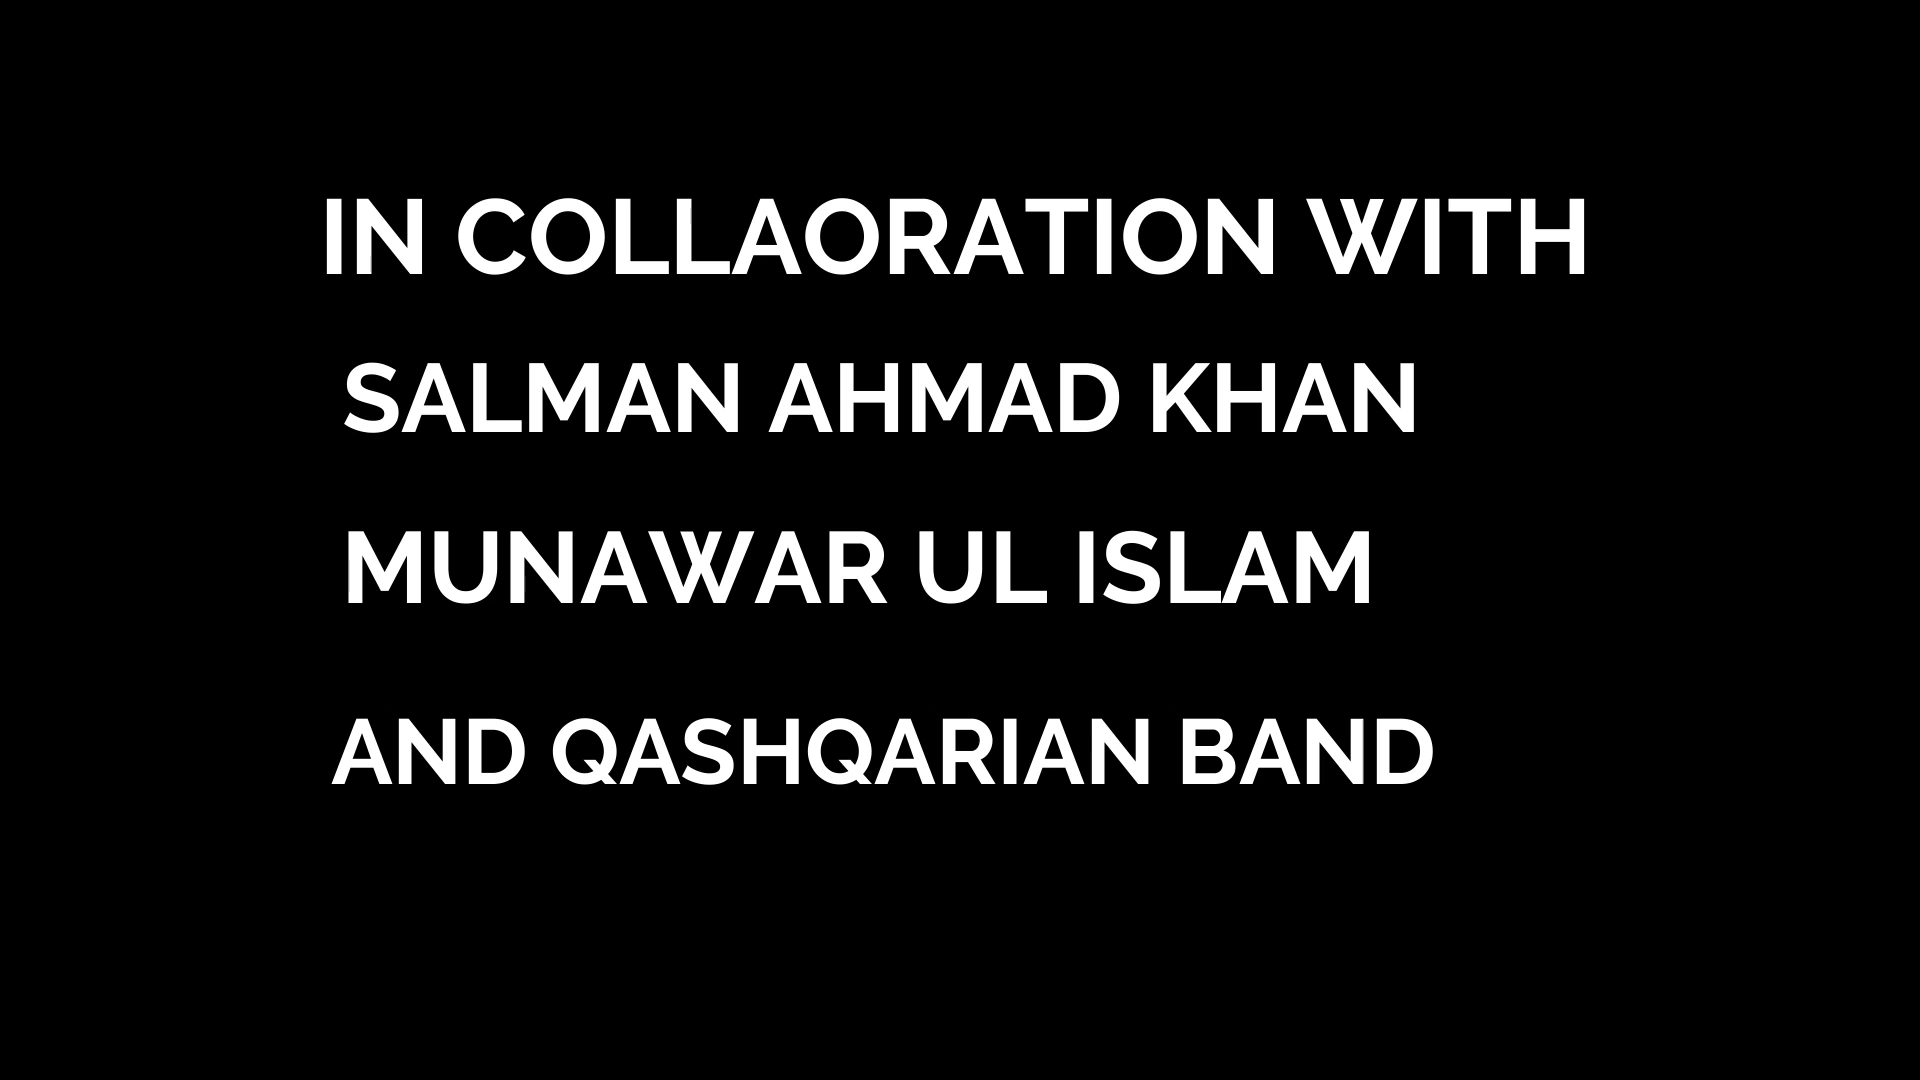 IN COLLAORATION WITH
SALMAN AHMAD KHAN
MUNAWAR UL ISLAM
AND QASHQARIAN BAND